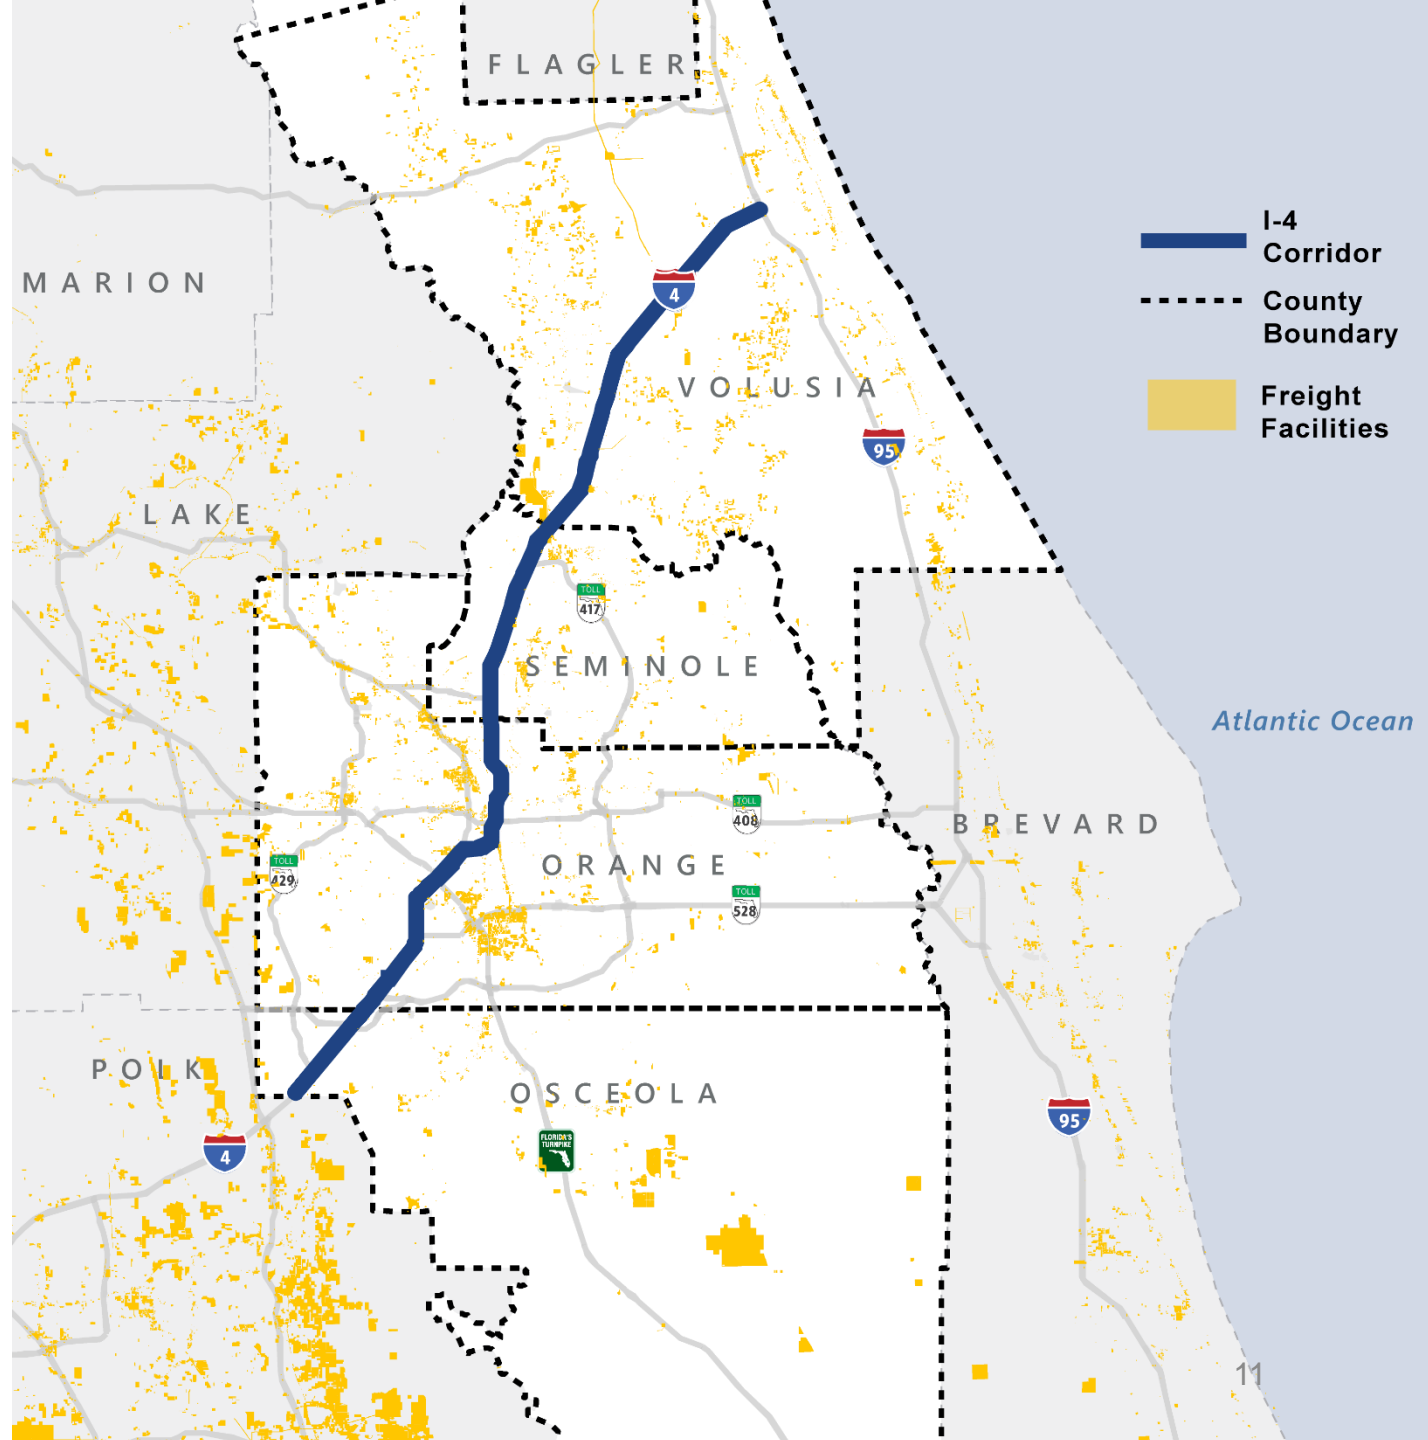 FLAGLER
I-4
Corridor
MARION
4
County
Boundary
VOLUSIA
Freight
Facilities
95
LAKE
TOLL
417
SEMINOLE
Atlantic Ocean
TOLL
408
BREVARD
TOLL
429
ORANGE
TOLL
528
POLK
OSCEOLA
95
4
FLORIDA'S
TURNPIKE
11